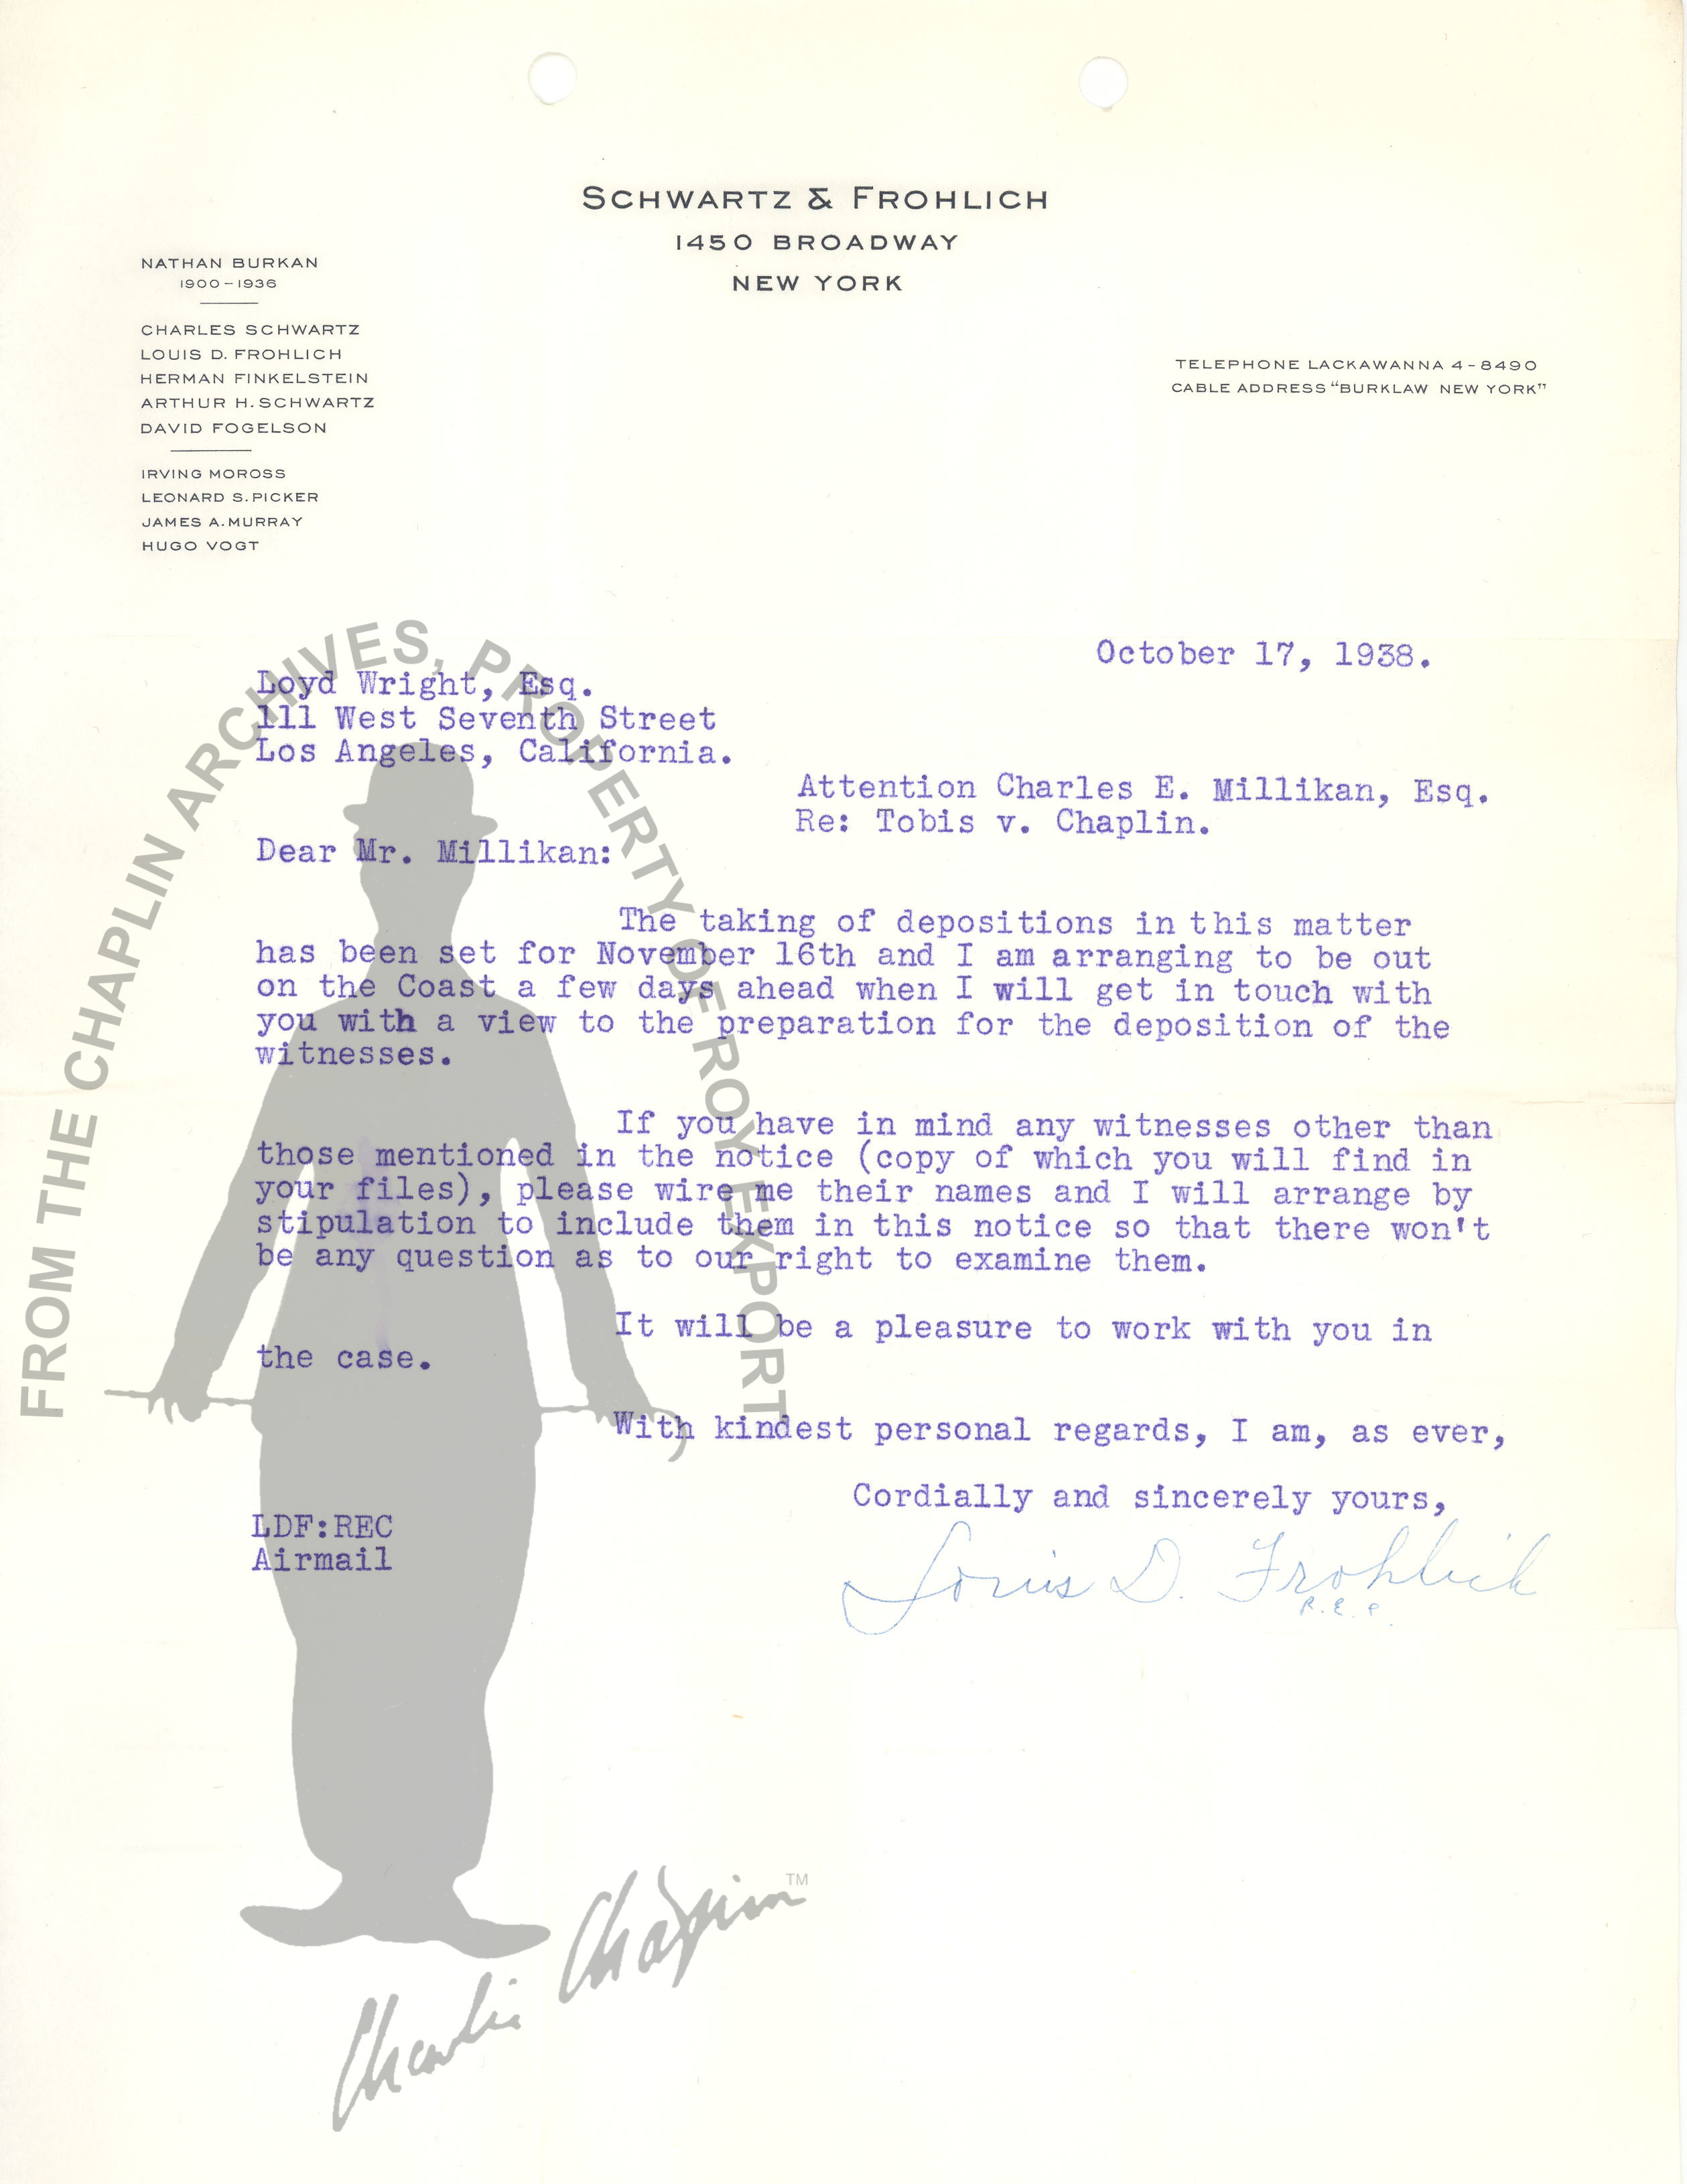 SCHWARTZ & FROHLICH
1450 BROADWAY
NEW YORK
NATHAN BURKAN
1900-1936
CHARLES SCHWARTZ
LOUIS D. FROHLICH
HERMAN FINKELSTEIN
ARTHUR H. SCHWARTZ
DAVID FOGELSON
IRVING MOROSS
LEONARD S. PICKER
JAMES A. MURRAY
HUGO VOGT
TELEPHONE LACKAWANNA 4-8490
CABLE ADDRESS "BURKLAW NEW YORK"
October 17, 1938.
Loyd Wright, Esq.
111 West Seventh Street
Los Angeles, California.
Attention Charles E. Millikan, Esq.
Re: Tobis v. Chaplin.
Dear Mr. Millikan:
The taking of depositions in this matter
has been set for November 16th and I am arranging to be out
on the Coast a few days ahead when I will get in touch with
you with a view to the preparation for the deposition of the
witnesses.
If you have in mind any witnesses other than
those mentioned in the notice (copy of which you will find in
your files), please wire me their names and I will arrange by
stipulation to include them in this notice so that there won't
be any question as to our right to examine them.
It will be a pleasure to work with you in
the case.
With kindest personal regards, I am, as ever,
Cordially and sincerely yours,
LDF:REC
Airmail
Louis D. Frohlich
R.E.C.
FROM THE CHAPLIN ARCHIVES, PROPERTY OF ROY EXPORT
Charlie Chaplin TM